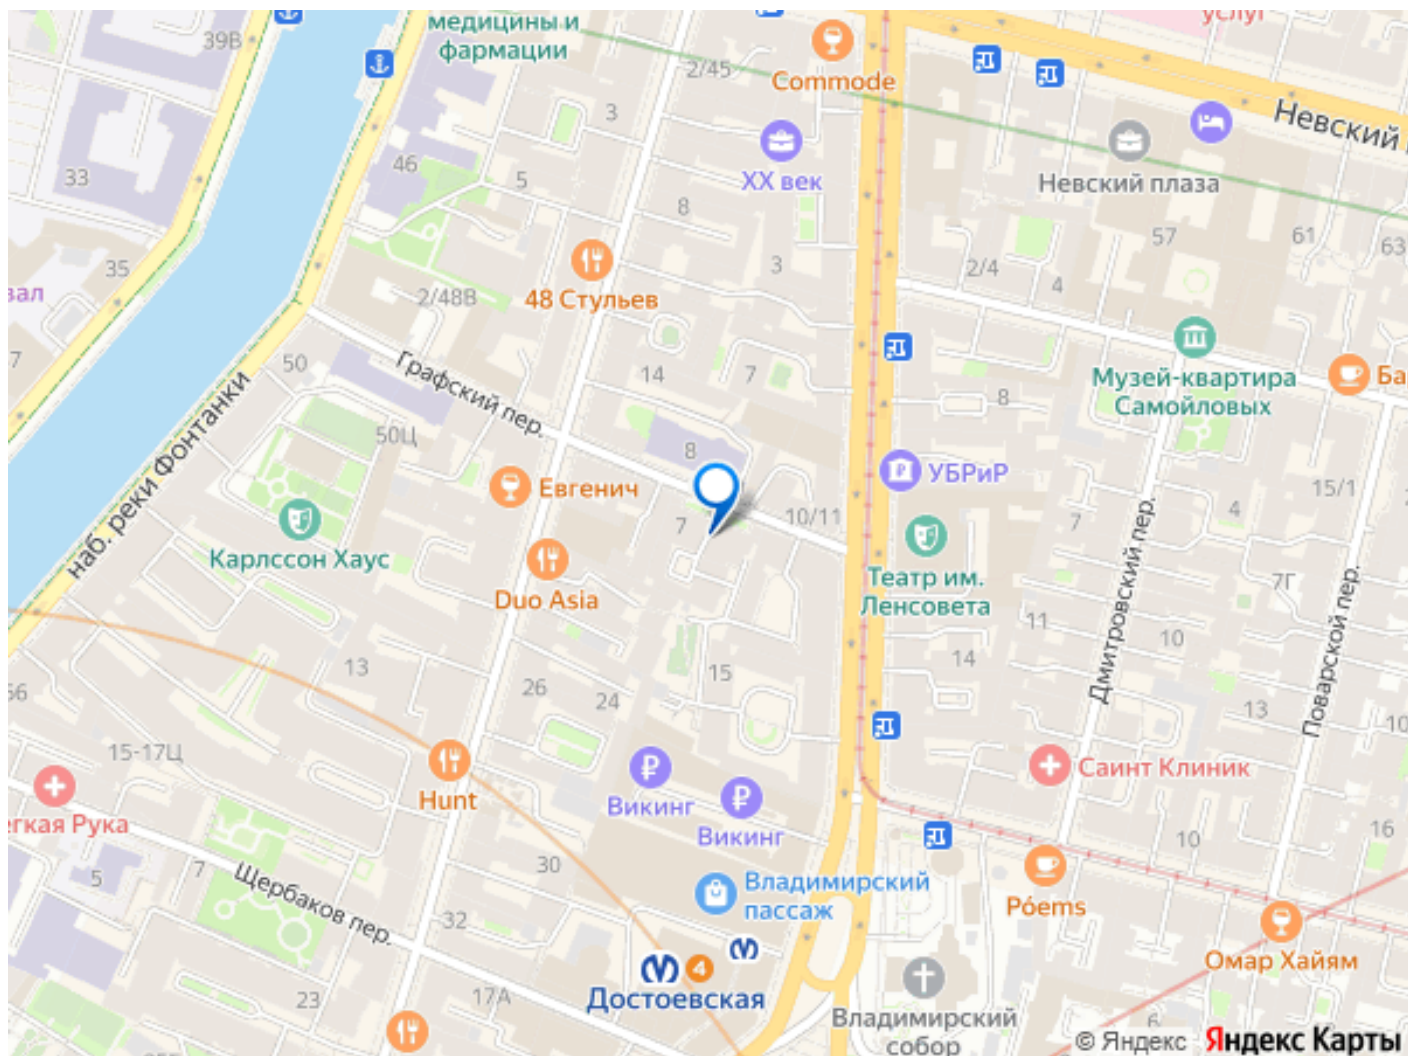 медицины и
фармации
услуг
39В
2/45
Commode
3
Невский
46
5
XX век
Невский плаза
33
8
57
61
63
35
3
2/4
4
2/48В
48 Стульев
7
50
Графский пер.
14
7
Музей-квартира
Самойловых
8
50Ц
8
наб. реки Фонтанки
Евгенич
УБРиР
15/1
7
10/11
7
4
Карлссон Хаус
Duo Asia
Театр им.
Ленсовета
7Г
11
10
Дмитровский пер.
Поварской пер.
13
15
14
26
24
13
10
15-17Ц
Саинт Клиник
Hunt
Викинг
Викинг
10
16
7
5
Щербаков пер.
30
Владимирский
пассаж
Póems
32
4
Достоевская
Омар Хайям
17А
23
Владимирский
собор
6
© Яндекс
Яндекс Карты